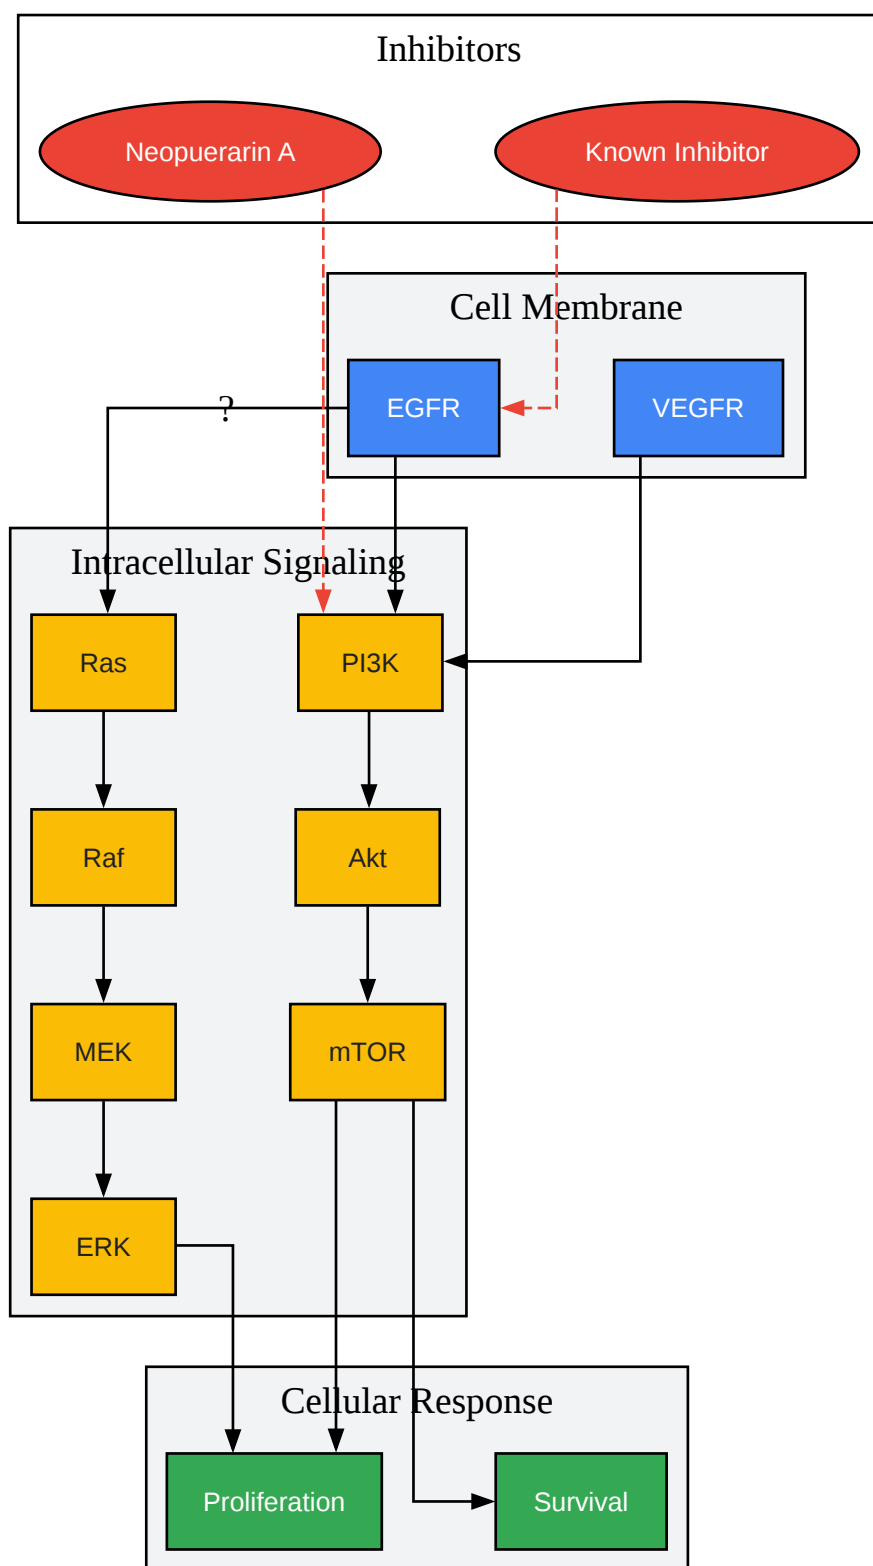 Inhibitors
Neopuerarin A
Known Inhibitor
Cell Membrane
EGFR
VEGFR
?
Intracellular Signaling
Ras
PI3K
Raf
Akt
MEK
mTOR
ERK
Cellular Response
Proliferation
Survival